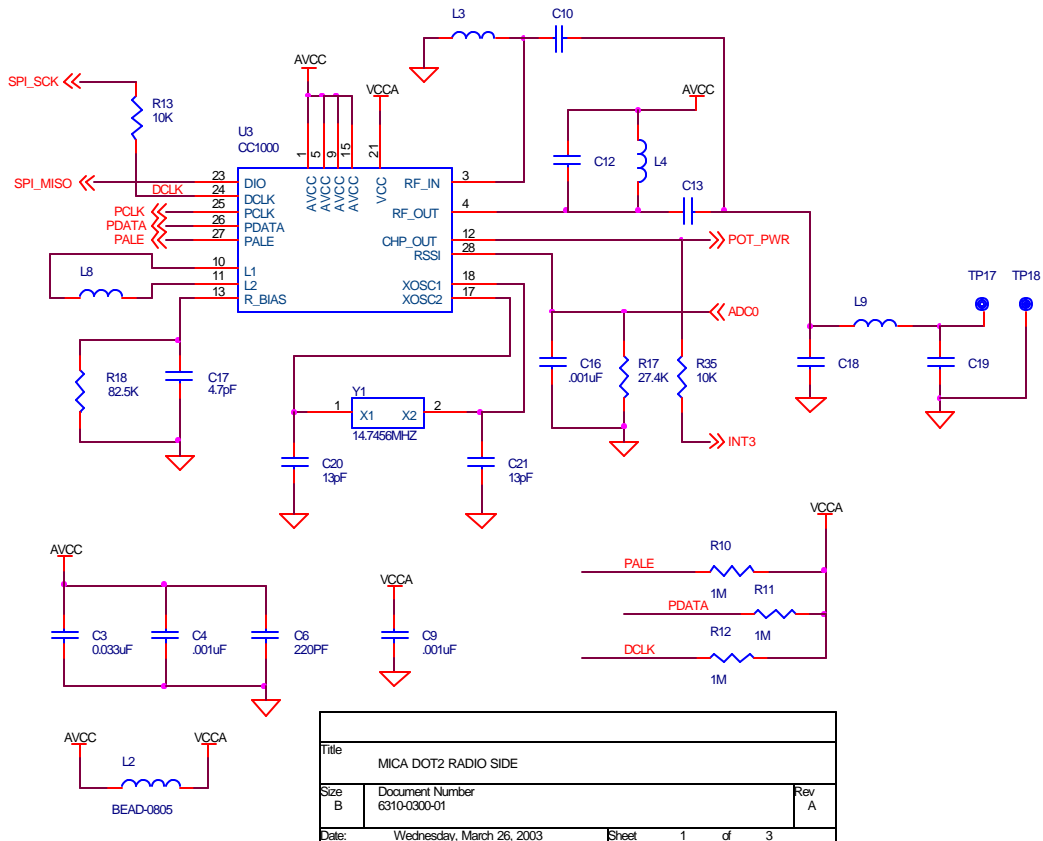 L3
C10
AVCC
SPI_SCK
R13
10K
VCCA
AVCC
U3
CC1000
1
5
9
15
21
C12
L4
AVCC
AVCC
AVCC
AVCC
VCC
SPI_MISO
23
DIO
RF_IN
3
DCLK
24
DCLK
C13
PCLK
25
PCLK
RF_OUT
4
PDATA
26
PDATA
PALE
27
PALE
CHP_OUT
12
POT_PWR
RSSI
28
L8
10
L1
11
L2
XOSC1
18
13
R_BIAS
XOSC2
17
TP17
TP18
L9
ADC0
R18
82.5K
C17
4.7pF
C16
.001uF
R17
27.4K
R35
10K
C18
C19
Y1
1
X1
X2
2
14.7456MHZ
INT3
C20
13pF
C21
13pF
VCCA
AVCC
PALE
R10
1M
VCCA
PDATA
R11
1M
C3
0.033uF
C4
.001uF
C6
220PF
C9
.001uF
DCLK
R12
1M
AVCC
L2
VCCA
BEAD-0805
Title
MICA DOT2 RADIO SIDE
Size
B
Document Number
6310-0300-01
Rev
A
Date:
Wednesday, March 26, 2003
Sheet
1
of
3